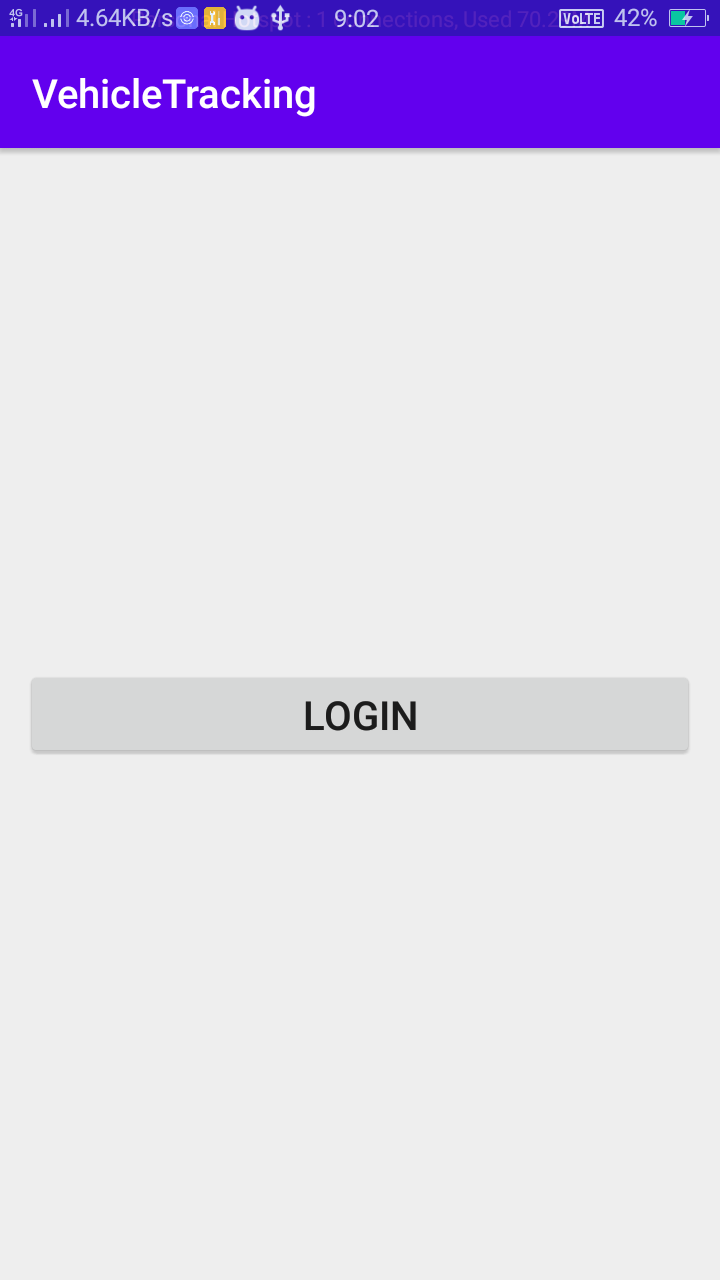 4G 4.64KB/s 9:02 VoLTE 42%
VehicleTracking
LOGIN